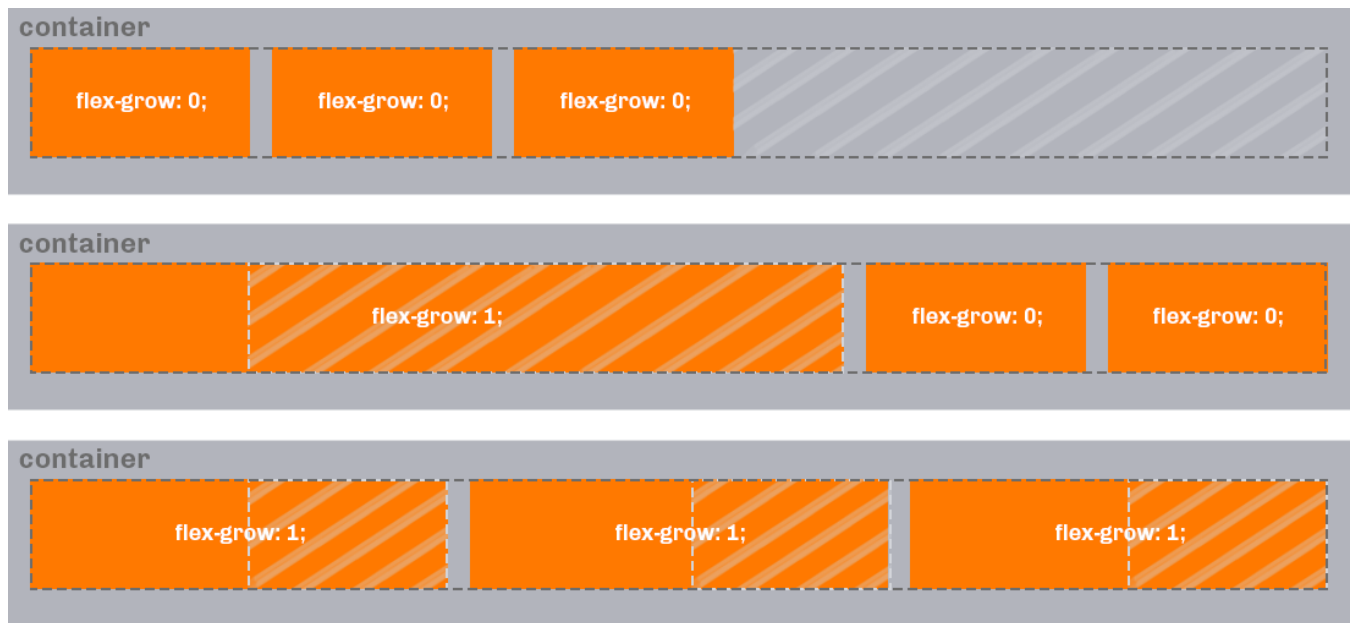 container
flex-grow: 0; flex-grow: 0; flex-grow: 0;
container
flex-grow: 1; flex-grow: 0; flex-grow: 0;
container
flex-grow: 1; flex-grow: 1; flex-grow: 1;